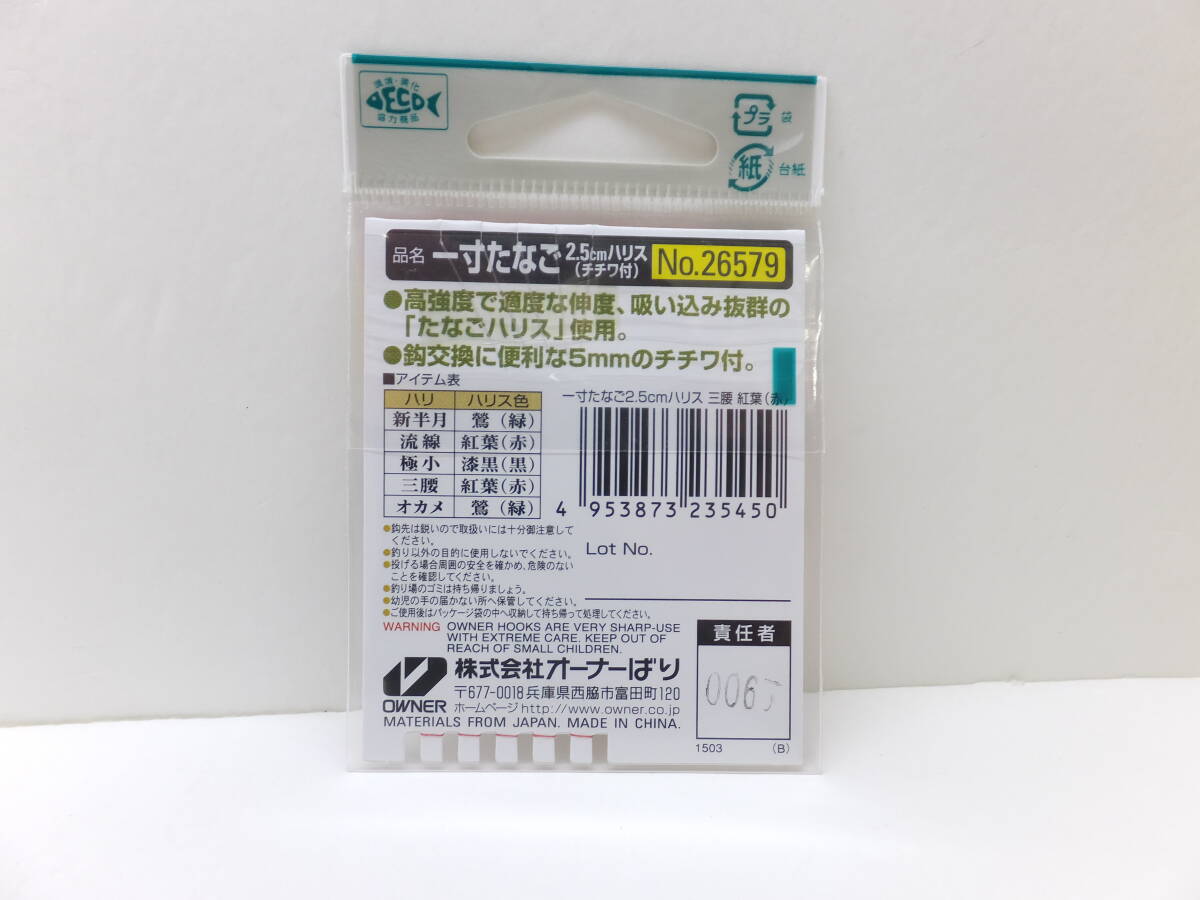 清港・美化
ECO
協力商品
プラ 袋
紙 台紙
品名 一寸たなご 2.5cmハリス (チチワ付) No.26579
●高強度で適度な伸度、吸い込み抜群の
「たなごハリス」使用。
●鈎交換に便利な5mmのチチワ付。
■アイテム表
ハリ ハリス色
新半月 鶯（緑）
流線 紅葉（赤）
極小 漆黒（黒）
三腰 紅葉（赤）
オカメ 鶯（緑）
一寸たなご2.5cmハリス 三腰 紅葉（赤）
4 953873 235450
●鈎先は鋭いので取扱いには十分御注意して
ください。
●釣り以外の目的に使用しないでください。
●投げる場合周囲の安全を確かめ、危険のない
ことを確認してください。
●釣り場のゴミは持ち帰りましょう。
●幼児の手の届かない所へ保管してください。
●ご使用後はパッケージ袋の中へ収納して持ち帰って処理してください。
Lot No.
WARNING OWNER HOOKS ARE VERY SHARP-USE
WITH EXTREME CARE. KEEP OUT OF
REACH OF SMALL CHILDREN.
株式会社オーナーばり
〒677-0018 兵庫県西脇市富田町120
OWNER ホームページ http://www.owner.co.jp
MATERIALS FROM JAPAN. MADE IN CHINA.
責任者
0065
1503 (B)